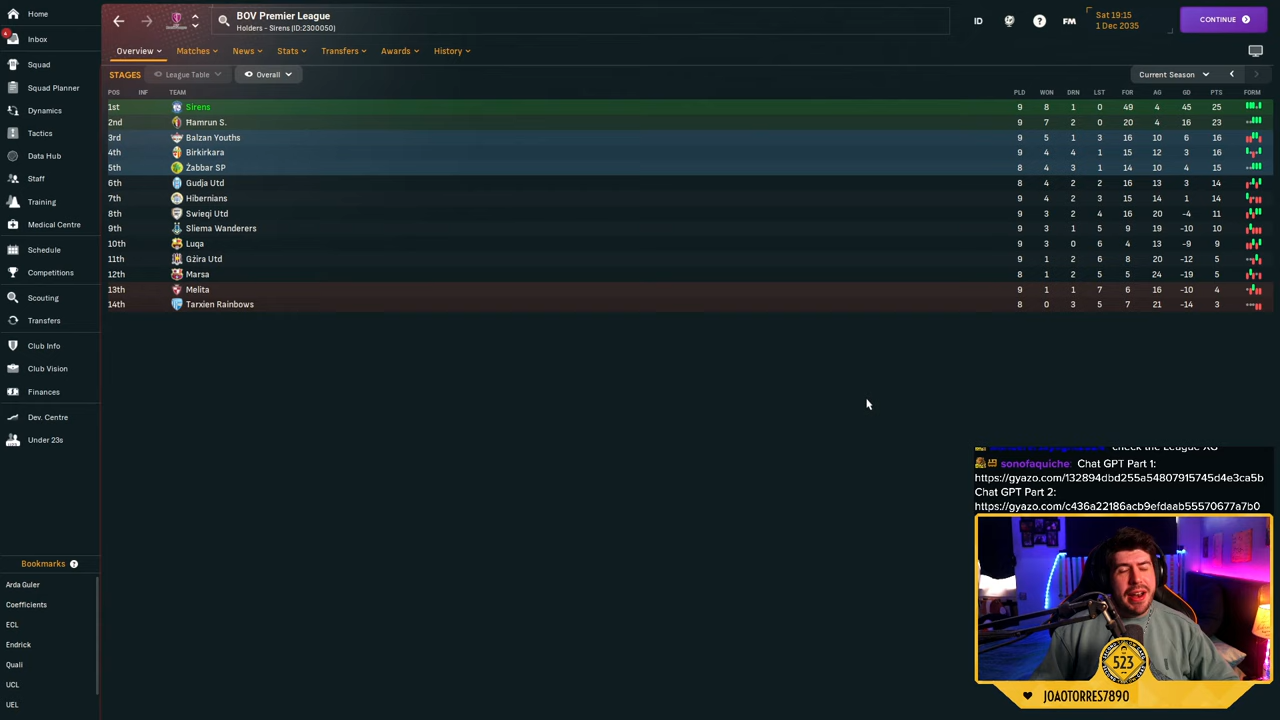 Home
BOV Premier League
Holders - Sirens (ID:2300050)
ID
?
FM
Sat 19:15
1 Dec 2035
CONTINUE
Inbox
Overview
Matches
News
Stats
Transfers
Awards
History
Squad
STAGES
League Table
Overall
Current Season
Squad Planner
Dynamics
Tactics
Data Hub
Staff
Training
Medical Centre
Schedule
Competitions
Scouting
Transfers
Club Info
Club Vision
Finances
Dev. Centre
Under 23s
POS INF TEAM PLD WON DRN LST FOR AG GD PTS FORM
1st Sirens 9 8 1 0 49 4 45 25
2nd Ħamrun S. 9 7 2 0 20 4 16 23
3rd Balzan Youths 9 5 1 3 16 10 6 16
4th Birkirkara 9 4 4 1 15 12 3 16
5th Żabbar SP 8 4 3 1 14 10 4 15
6th Gudja Utd 8 4 2 2 16 13 3 14
7th Hibernians 9 4 2 3 15 14 1 14
8th Swieqi Utd 9 3 2 4 16 20 -4 11
9th Sliema Wanderers 9 3 1 5 9 19 -10 10
10th Luqa 9 3 0 6 4 13 -9 9
11th Gżira Utd 9 1 2 6 8 20 -12 5
12th Marsa 8 1 2 5 5 24 -19 5
13th Melita 9 1 1 7 6 16 -10 4
14th Tarxien Rainbows 8 0 3 5 7 21 -14 3
check the League XG
sonofaquiche: Chat GPT Part 1:
https://gyazo.com/132894dbd255a54807915745d4e3ca5b
Chat GPT Part 2:
https://gyazo.com/c436a22186acb9efdaab55570677a7b0
Bookmarks ?
Arda Guler
Coefficients
ECL
Endrick
Quali
UCL
UEL
523
JOAOTORRES7890